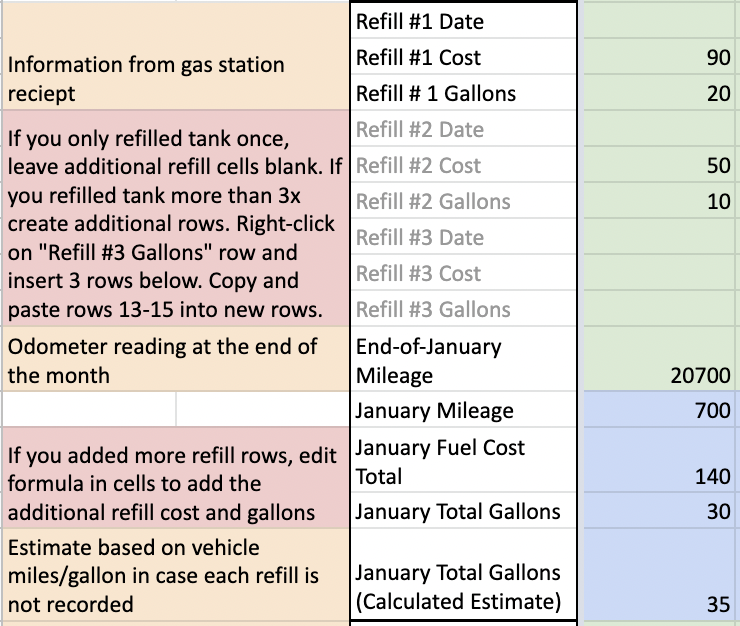 Refill #1 Date
Information from gas station
reciept
Refill #1 Cost
90
Refill # 1 Gallons
20
If you only refilled tank once,
leave additional refill cells blank. If
you refilled tank more than 3x
create additional rows. Right-click
on "Refill #3 Gallons" row and
insert 3 rows below. Copy and
paste rows 13-15 into new rows.
Refill #2 Date
Refill #2 Cost
50
Refill #2 Gallons
10
Refill #3 Date
Refill #3 Cost
Refill #3 Gallons
Odometer reading at the end of
the month
End-of-January
Mileage
20700
January Mileage
700
If you added more refill rows, edit
formula in cells to add the
additional refill cost and gallons
January Fuel Cost
Total
140
January Total Gallons
30
Estimate based on vehicle
miles/gallon in case each refill is
not recorded
January Total Gallons
(Calculated Estimate)
35